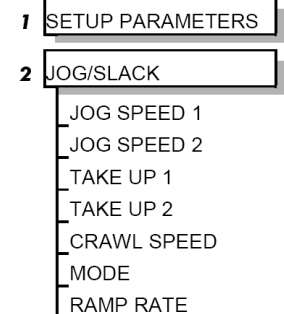 1 SETUP PARAMETERS
2 JOG/SLACK
JOG SPEED 1
JOG SPEED 2
TAKE UP 1
TAKE UP 2
CRAWL SPEED
MODE
RAMP RATE